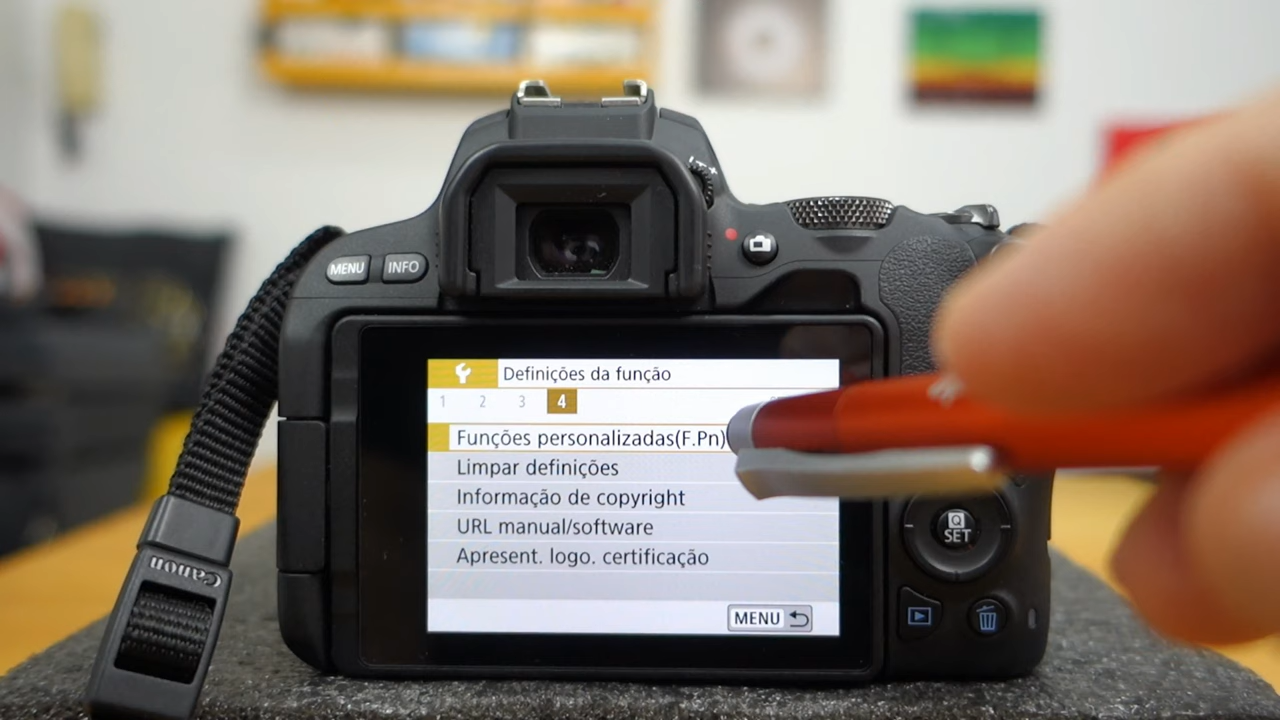 MENU
INFO
Definições da função
1 2 3 4
Funções personalizadas(F.Pn)
Limpar definições
Informação de copyright
URL manual/software
Apresent. logo. certificação
MENU
Q
SET
Canon